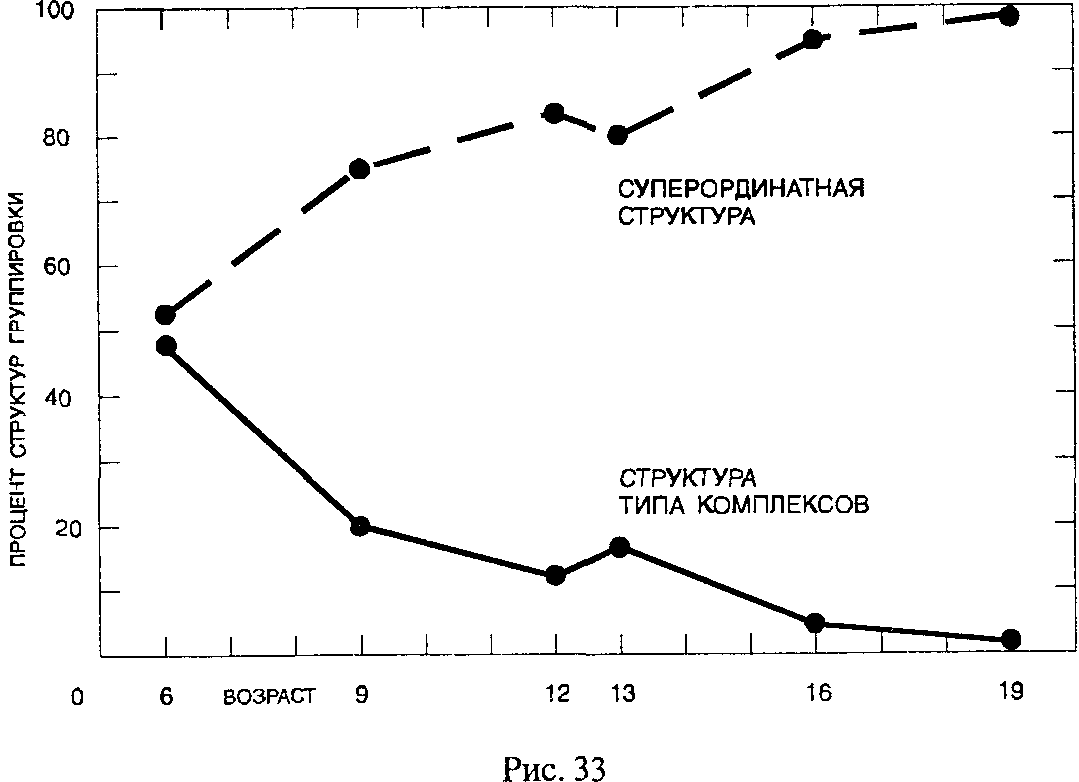 100
80
60
40
20
ПРОЦЕНТ СТРУКТУР ГРУППИРОВКИ
СУПЕРОРДИНАТНАЯ
СТРУКТУРА
СТРУКТУРА
ТИПА КОМПЛЕКСОВ
0 6 ВОЗРАСТ 9 12 13 16 19
Рис. 33